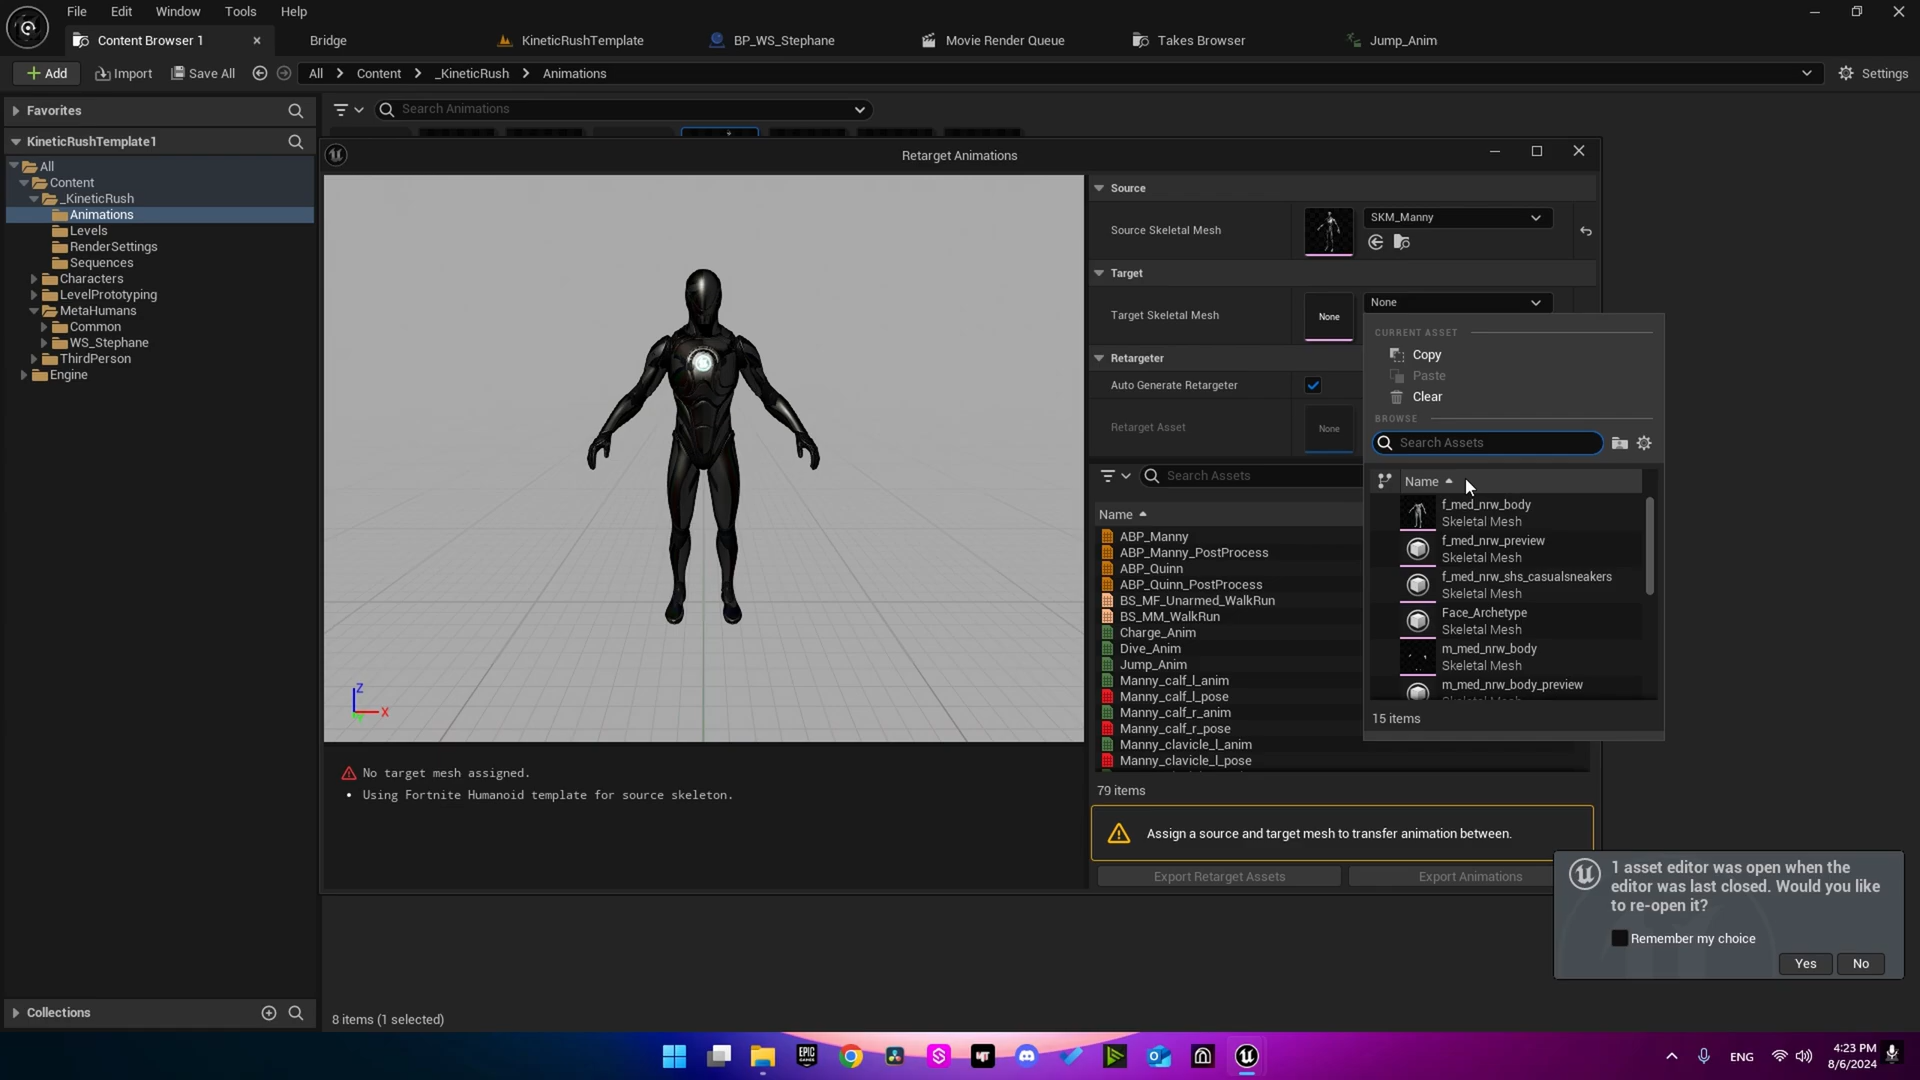 File Edit Window Tools Help
Content Browser 1
Bridge
KineticRushTemplate
BP_WS_Stephane
Movie Render Queue
Takes Browser
Jump_Anim
Add Import Save All
All Content _KineticRush Animations
Settings
Favorites
Search Animations
KineticRushTemplate1
All
Content
_KineticRush
Animations
Levels
RenderSettings
Sequences
Characters
LevelPrototyping
MetaHumans
Common
WS_Stephane
ThirdPerson
Engine
Collections
Retarget Animations
No target mesh assigned.
• Using Fortnite Humanoid template for source skeleton.
Source
Source Skeletal Mesh
SKM_Manny
Target
Target Skeletal Mesh
None
None
Retargeter
Auto Generate Retargeter
Retarget Asset
None
Search Assets
Name
ABP_Manny
ABP_Manny_PostProcess
ABP_Quinn
ABP_Quinn_PostProcess
BS_MF_Unarmed_WalkRun
BS_MM_WalkRun
Charge_Anim
Dive_Anim
Jump_Anim
Manny_calf_l_anim
Manny_calf_l_pose
Manny_calf_r_anim
Manny_calf_r_pose
Manny_clavicle_l_anim
Manny_clavicle_l_pose
79 items
Assign a source and target mesh to transfer animation between.
Export Retarget Assets
Export Animations
CURRENT ASSET
Copy
Paste
Clear
BROWSE
Search Assets
Name
f_med_nrw_body
Skeletal Mesh
f_med_nrw_preview
Skeletal Mesh
f_med_nrw_shs_casualsneakers
Skeletal Mesh
Face_Archetype
Skeletal Mesh
m_med_nrw_body
Skeletal Mesh
m_med_nrw_body_preview
15 items
1 asset editor was open when the
editor was last closed. Would you like
to re-open it?
Remember my choice
Yes No
8 items (1 selected)
EPIC
GAMES
ENG
4:23 PM
8/6/2024